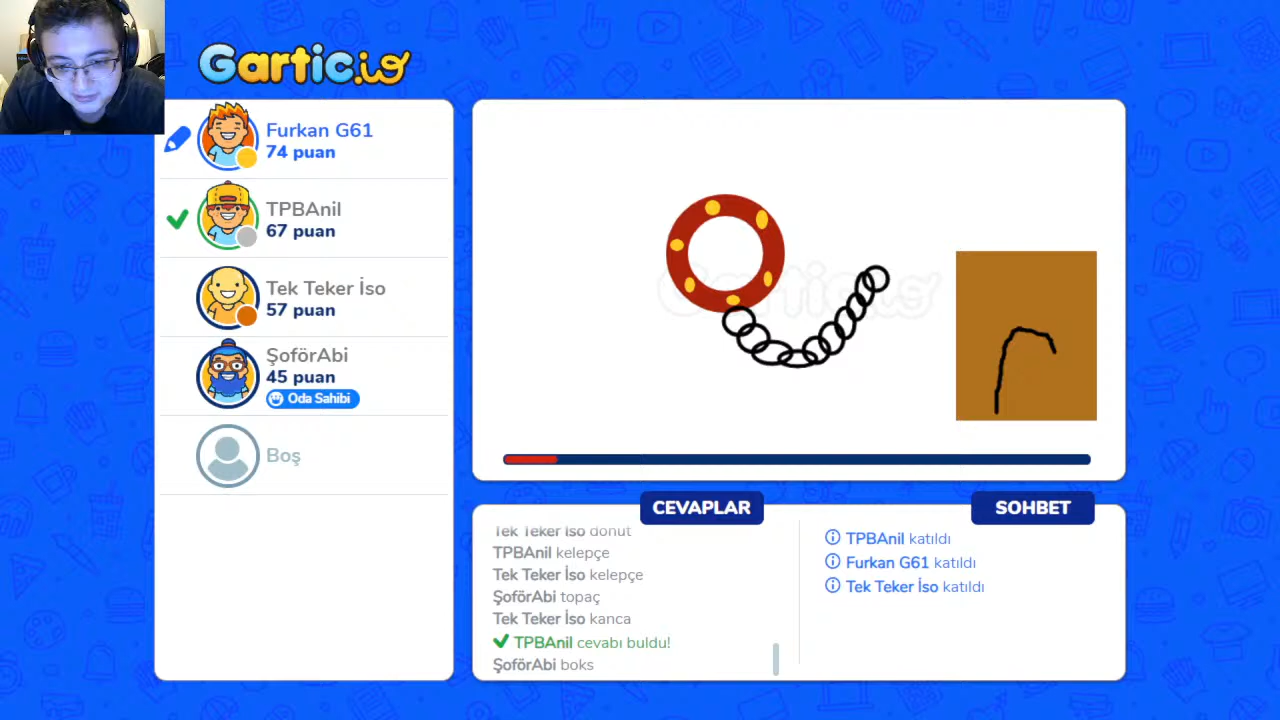 Gartic.io
Furkan G61
74 puan
TPBAnil
67 puan
Tek Teker İso
57 puan
ŞoförAbi
45 puan
Oda Sahibi
Boş
Gartic.io
CEVAPLAR
Tek Teker İso donut
TPBAnil kelepçe
Tek Teker İso kelepçe
ŞoförAbi topaç
Tek Teker İso kanca
TPBAnil cevabı buldu!
ŞoförAbi boks
SOHBET
TPBAnil katıldı
Furkan G61 katıldı
Tek Teker İso katıldı